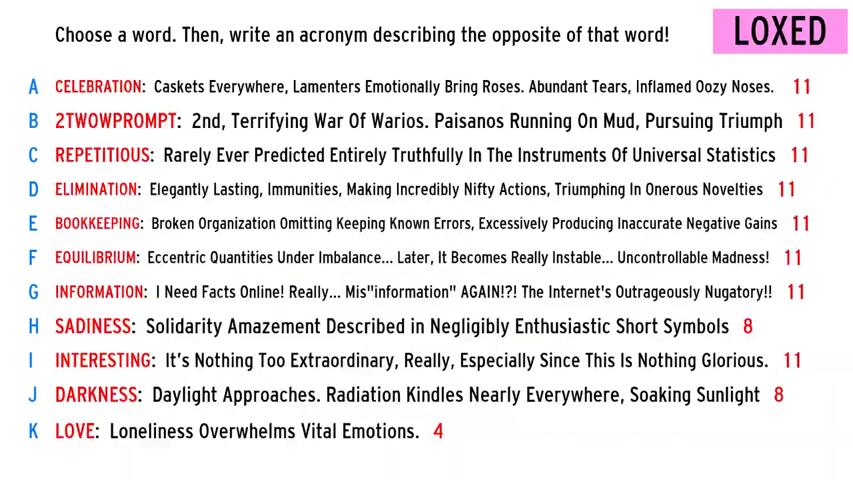 Choose a word. Then, write an acronym describing the opposite of that word!
LOXED
A CELEBRATION: Caskets Everywhere, Lamenters Emotionally Bring Roses. Abundant Tears, Inflamed Oozy Noses. 11
B 2TWOWPROMPT: 2nd, Terrifying War Of Warios. Paisanos Running On Mud, Pursuing Triumph 11
C REPETITIOUS: Rarely Ever Predicted Entirely Truthfully In The Instruments Of Universal Statistics 11
D ELIMINATION: Elegantly Lasting, Immunities, Making Incredibly Nifty Actions, Triumphing In Onerous Novelties 11
E BOOKKEEPING: Broken Organization Omitting Keeping Known Errors, Excessively Producing Inaccurate Negative Gains 11
F EQUILIBRIUM: Eccentric Quantities Under Imbalance... Later, It Becomes Really Instable... Uncontrollable Madness! 11
G INFORMATION: I Need Facts Online! Really... Mis"information" AGAIN!?! The Internet's Outrageously Nugatory!! 11
H SADINESS: Solidarity Amazement Described in Negligibly Enthusiastic Short Symbols 8
I INTERESTING: It's Nothing Too Extraordinary, Really, Especially Since This Is Nothing Glorious. 11
J DARKNESS: Daylight Approaches. Radiation Kindles Nearly Everywhere, Soaking Sunlight 8
K LOVE: Loneliness Overwhelms Vital Emotions. 4